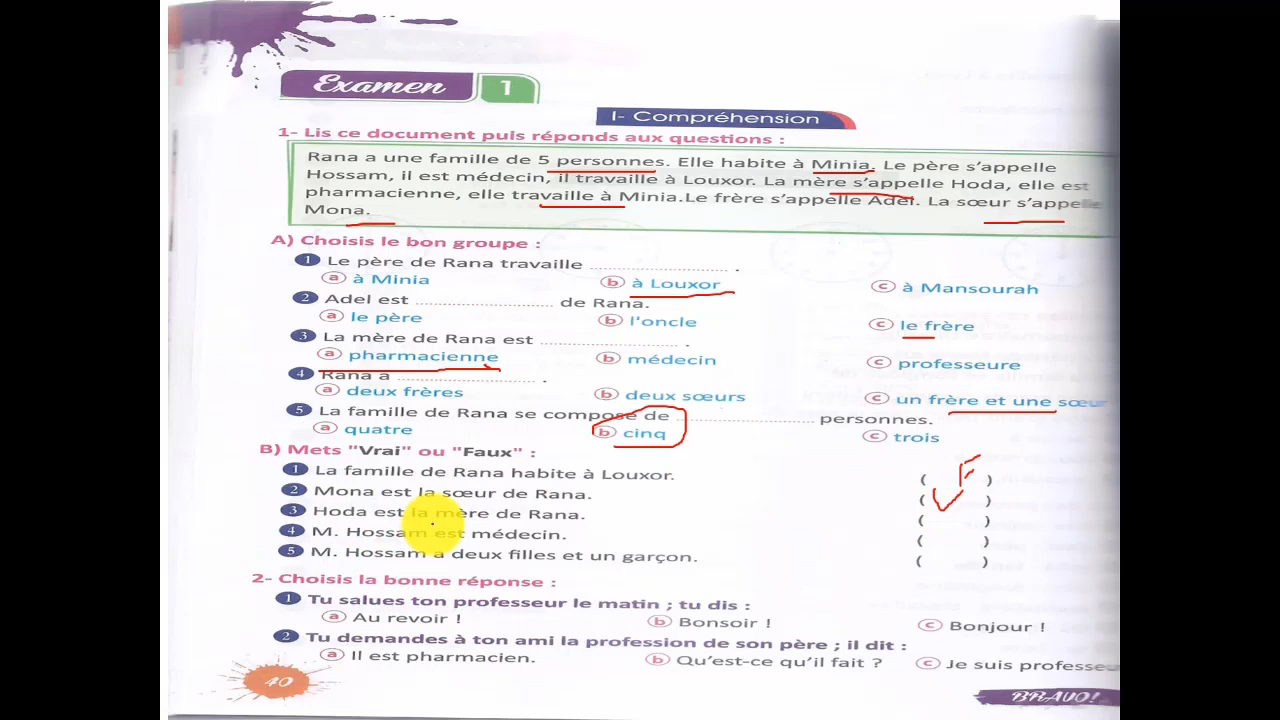 Examen 1
I- Compréhension
1- Lis ce document puis réponds aux questions :
Rana a une famille de 5 personnes. Elle habite à Minia. Le père s'appelle
Hossam, il est médecin, il travaille à Louxor. La mère s'appelle Hoda, elle est
pharmacienne, elle travaille à Minia.Le frère s'appelle Adel. La sœur s'appelle
Mona.
A) Choisis le bon groupe :
1 Le père de Rana travaille .................... .
a à Minia b à Louxor c à Mansourah
2 Adel est .................... de Rana.
a le père b l'oncle c le frère
3 La mère de Rana est .................... .
a pharmacienne b médecin c professeure
4 Rana a .................... .
a deux frères b deux sœurs c un frère et une sœur
5 La famille de Rana se compose de .................... personnes.
a quatre b cinq c trois
B) Mets "Vrai" ou "Faux" :
1 La famille de Rana habite à Louxor. ( F )
2 Mona est la sœur de Rana. ( ✓ )
3 Hoda est la mère de Rana. ( )
4 M. Hossam est médecin. ( )
5 M. Hossam a deux filles et un garçon. ( )
2- Choisis la bonne réponse :
1 Tu salues ton professeur le matin ; tu dis :
a Au revoir ! b Bonsoir ! c Bonjour !
2 Tu demandes à ton ami la profession de son père ; il dit :
a Il est pharmacien. b Qu'est-ce qu'il fait ? c Je suis professeu
40
BRAVO!